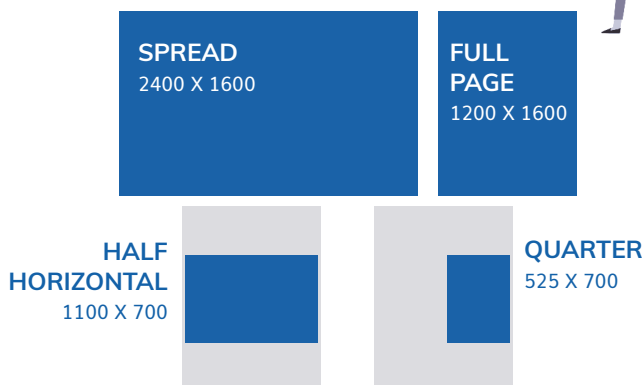 SPREAD
2400 X 1600
FULL
PAGE
1200 X 1600
HALF
HORIZONTAL
1100 X 700
QUARTER
525 X 700